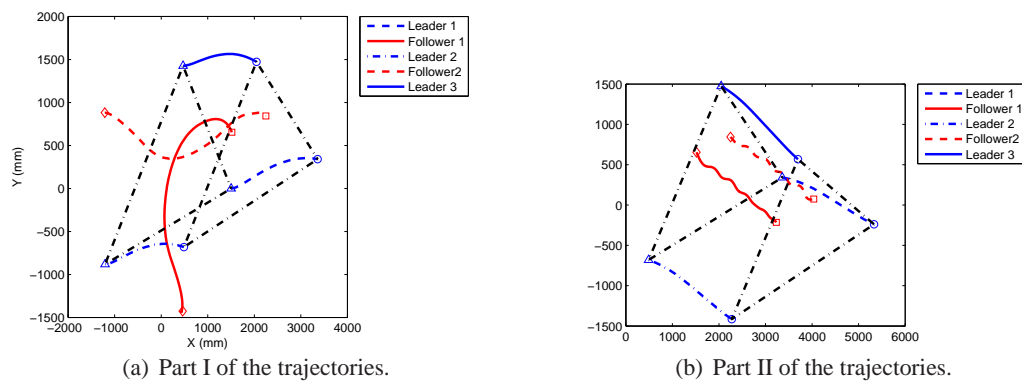 2000
1500
1000
500
0
−500
−1000
−1500
−2000 −1000 0 1000 2000 3000 4000
X (mm)
Y (mm)
Leader 1
Follower 1
Leader 2
Follower2
Leader 3
(a) Part I of the trajectories.
1500
1000
500
0
−500
−1000
−1500
0 1000 2000 3000 4000 5000 6000
Leader 1
Follower 1
Leader 2
Follower2
Leader 3
(b) Part II of the trajectories.